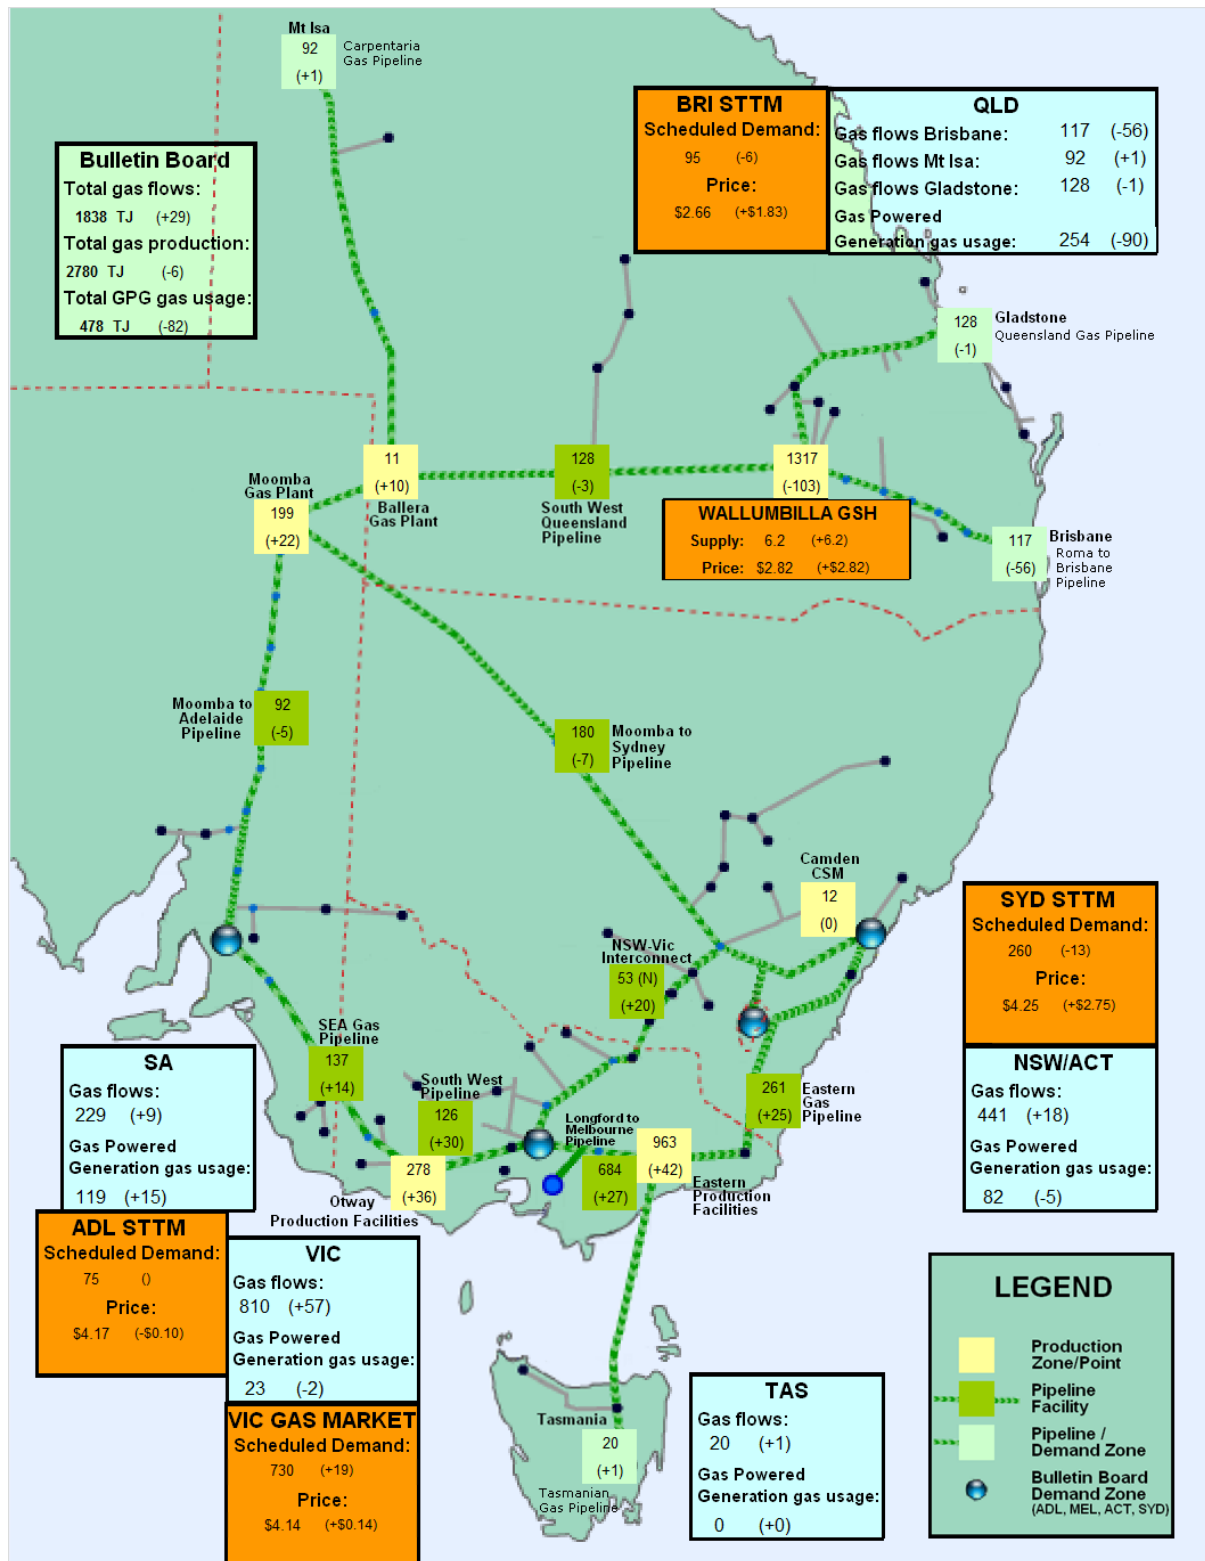 Mt Isa
92
(+1)
Carpentaria
Gas Pipeline
Bulletin Board
Total gas flows:
1838 TJ (+29)
Total gas production:
2780 TJ (-6)
Total GPG gas usage:
478 TJ (-82)
BRI STTM
Scheduled Demand:
95 (-6)
Price:
$2.66 (+$1.83)
QLD
Gas flows Brisbane: 117 (-56)
Gas flows Mt Isa: 92 (+1)
Gas flows Gladstone: 128 (-1)
Gas Powered
Generation gas usage: 254 (-90)
128
(-1)
Gladstone
Queensland Gas Pipeline
Moomba
Gas Plant
199
(+22)
11
(+10)
Ballera
Gas Plant
128
(-3)
South West
Queensland
Pipeline
1317
(-103)
WALLUMBILLA GSH
Supply: 6.2 (+6.2)
Price: $2.82 (+$2.82)
117
(-56)
Brisbane
Roma to
Brisbane
Pipeline
Moomba to
Adelaide
Pipeline
92
(-5)
180
(-7)
Moomba to
Sydney
Pipeline
Camden
CSM
12
(0)
NSW-Vic
Interconnect
53 (N)
(+20)
SYD STTM
Scheduled Demand:
260 (-13)
Price:
$4.25 (+$2.75)
NSW/ACT
Gas flows:
441 (+18)
Gas Powered
Generation gas usage:
82 (-5)
SEA Gas
Pipeline
137
(+14)
South West
Pipeline
126
(+30)
Longford to
Melbourne
Pipeline
684
(+27)
963
(+42)
Eastern
Production
Facilities
261
(+25)
Eastern
Gas
Pipeline
278
(+36)
Otway
Production Facilities
SA
Gas flows:
229 (+9)
Gas Powered
Generation gas usage:
119 (+15)
ADL STTM
Scheduled Demand:
75 ()
Price:
$4.17 (-$0.10)
VIC
Gas flows:
810 (+57)
Gas Powered
Generation gas usage:
23 (-2)
VIC GAS MARKET
Scheduled Demand:
730 (+19)
Price:
$4.14 (+$0.14)
Tasmania
20
(+1)
Tasmanian
Gas Pipeline
TAS
Gas flows:
20 (+1)
Gas Powered
Generation gas usage:
0 (+0)
LEGEND
Production
Zone/Point
Pipeline
Facility
Pipeline /
Demand Zone
Bulletin Board
Demand Zone
(ADL, MEL, ACT, SYD)